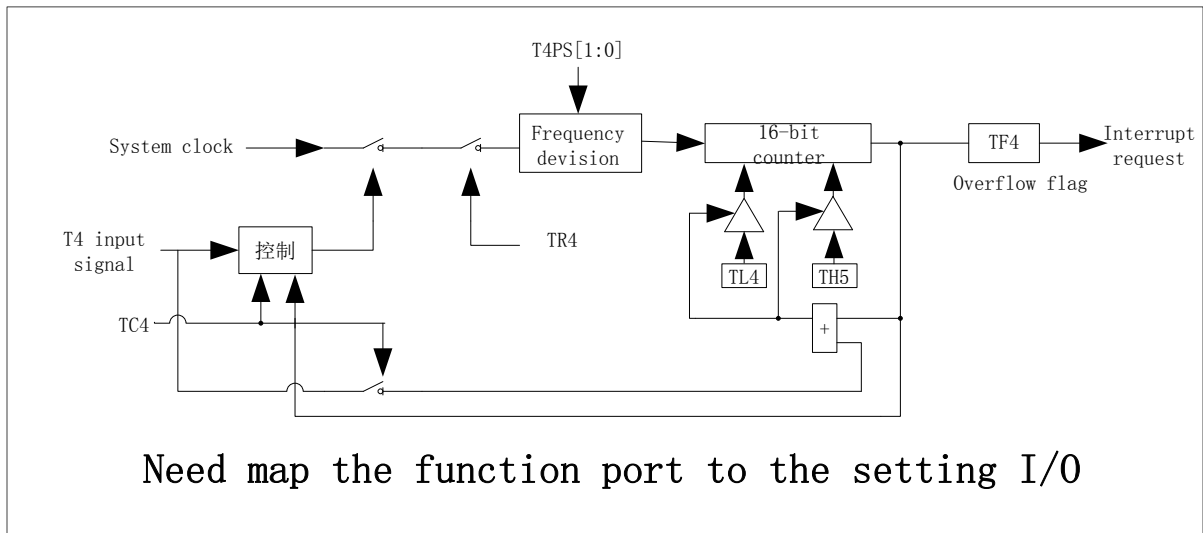 T4PS[1:0]
System clock
Frequency
devision
16-bit
counter
TF4
Interrupt
request
Overflow flag
T4 input
signal
控制
TR4
TL4
TH5
TC4
+
Need map the function port to the setting I/O